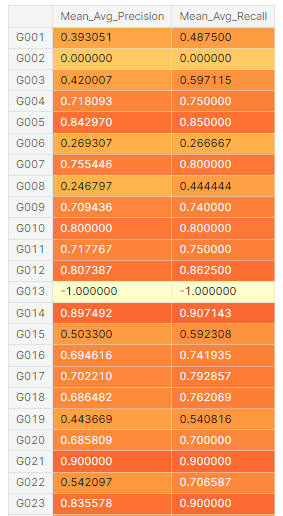 Mean_Avg_Precision Mean_Avg_Recall
G001 0.393051 0.487500
G002 0.000000 0.000000
G003 0.420007 0.597115
G004 0.718093 0.750000
G005 0.842970 0.850000
G006 0.269307 0.266667
G007 0.755446 0.800000
G008 0.246797 0.444444
G009 0.709436 0.740000
G010 0.800000 0.800000
G011 0.717767 0.750000
G012 0.807387 0.862500
G013 -1.000000 -1.000000
G014 0.897492 0.907143
G015 0.503300 0.592308
G016 0.694616 0.741935
G017 0.702210 0.792857
G018 0.686482 0.762069
G019 0.443669 0.540816
G020 0.685809 0.700000
G021 0.900000 0.900000
G022 0.542097 0.706587
G023 0.835578 0.900000